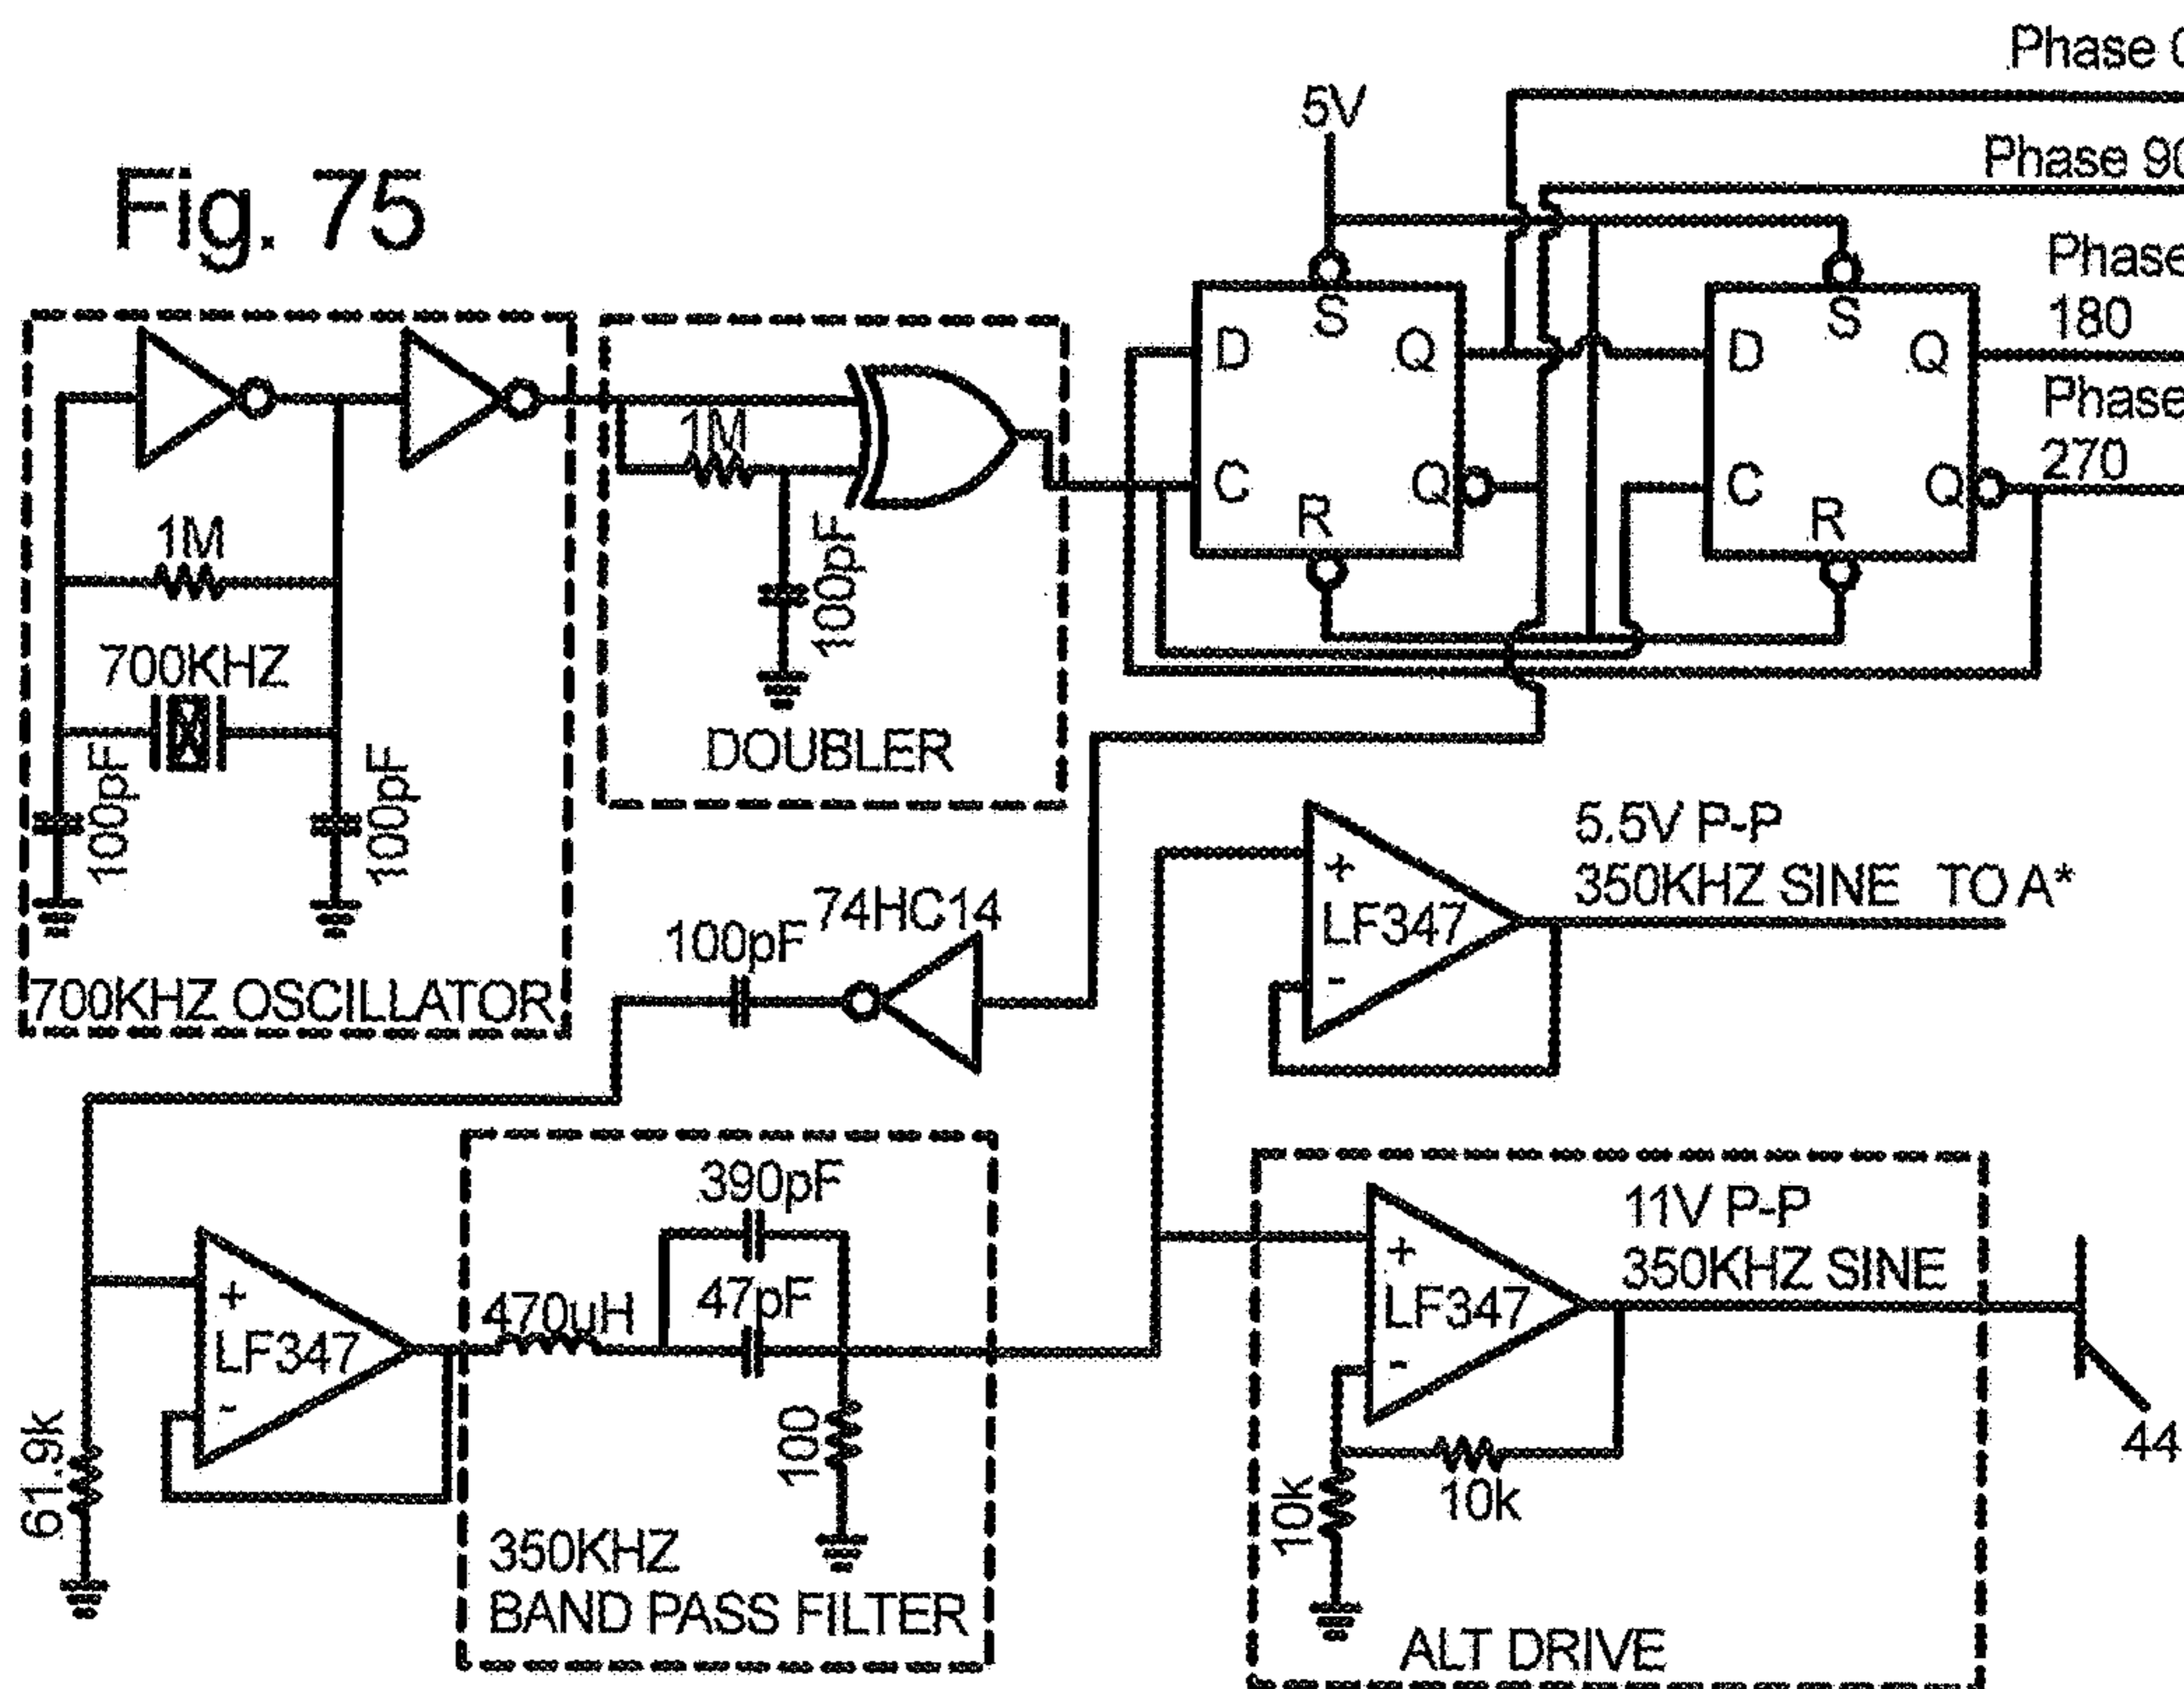 Fig. 75
5V
Phase
Phase 90
Phase
180
Phase
270
S
D
Q
C
Q
R
S
D
Q
C
Q
R
1M
700KHZ
100pF
100pF
700KHZ OSCILLATOR
1M
100pF
DOUBLER
74HC14
100pF
+
LF347
-
5.5V P-P
350KHZ SINE TO A*
61.9k
+
LF347
-
470uH
390pF
47pF
100
350KHZ
BAND PASS FILTER
+
LF347
-
11V P-P
350KHZ SINE
10k
10k
ALT DRIVE
44